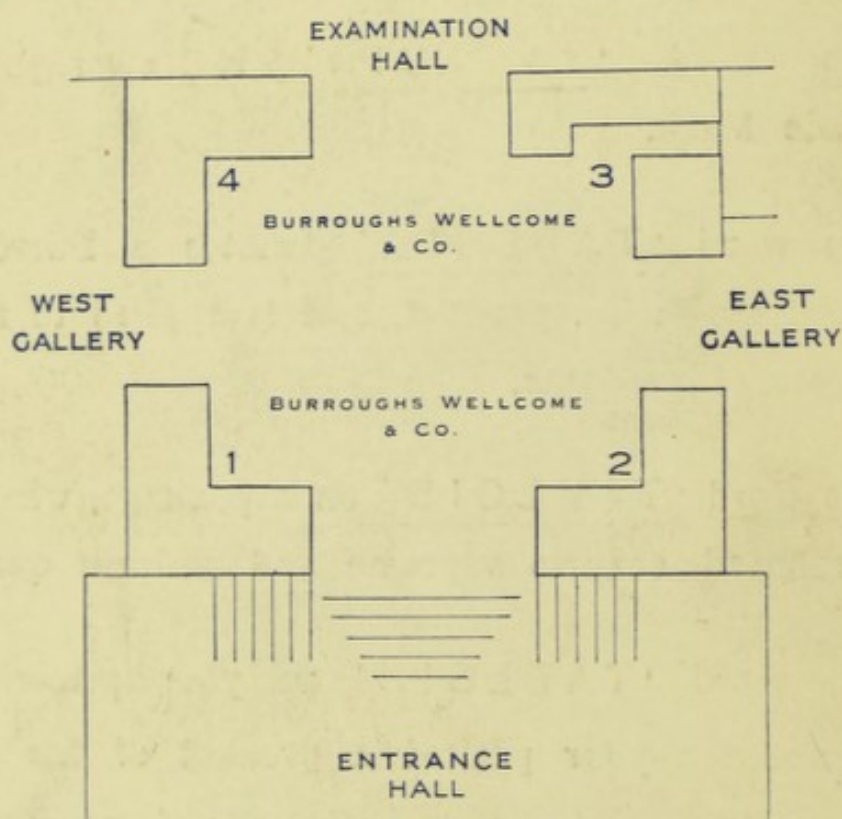 EXAMINATION
HALL
4
3
BURROUGHS WELLCOME
& CO.
WEST
GALLERY
EAST
GALLERY
BURROUGHS WELLCOME
& CO.
1
2
ENTRANCE
HALL